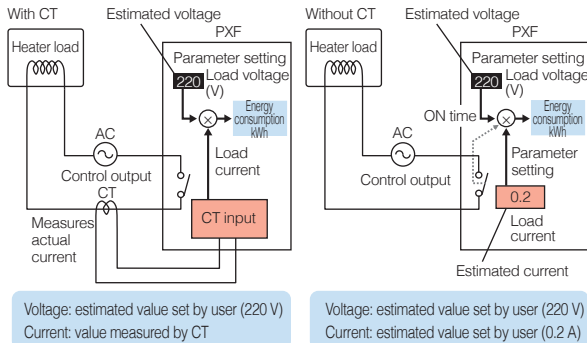 With CT
Estimated voltage
PXF
Heater load
Parameter setting
220
Load voltage
(V)
Energy
consumption
kWh
AC
Load
current
Control output
CT
Measures
actual
current
CT input
Voltage: estimated value set by user (220 V)
Current: value measured by CT
Without CT
Estimated voltage
PXF
Heater load
Parameter setting
220
Load voltage
(V)
Energy
consumption
kWh
ON time
AC
Parameter
setting
Control output
0.2
Load
current
Estimated current
Voltage: estimated value set by user (220 V)
Current: estimated value set by user (0.2 A)